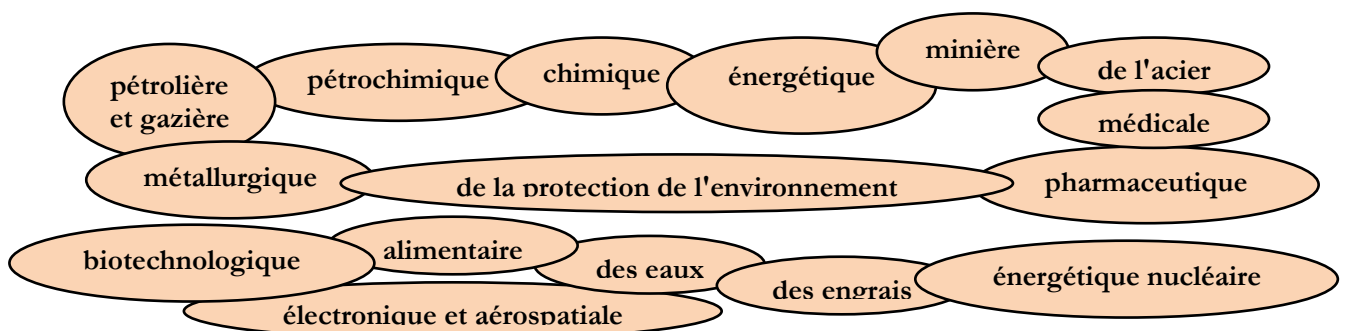 pétrolière
et gazière
pétrochimique
chimique
énergétique
minière
de l'acier
médicale
métallurgique
de la protection de l'environnement
pharmaceutique
biotechnologique
alimentaire
des eaux
des engrais
énergétique nucléaire
électronique et aérospatiale